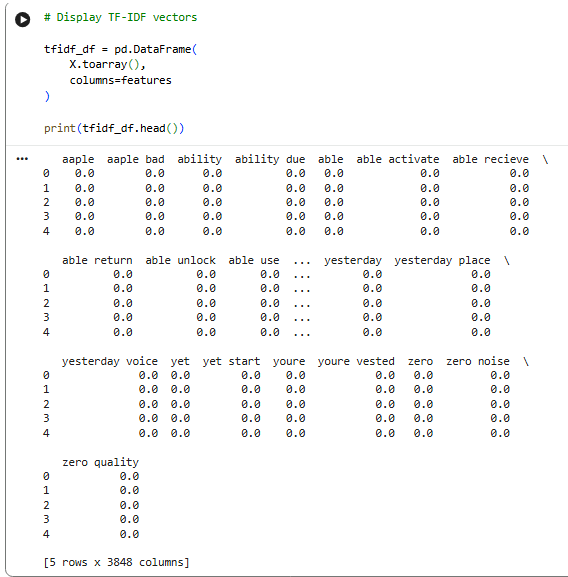 # Display TF-IDF vectors
tfidf_df = pd.DataFrame(
    X.toarray(),
    columns=features
)
print(tfidf_df.head())
... aaple aaple bad ability ability due able able activate able recieve \
0 0.0 0.0 0.0 0.0 0.0 0.0 0.0
1 0.0 0.0 0.0 0.0 0.0 0.0 0.0
2 0.0 0.0 0.0 0.0 0.0 0.0 0.0
3 0.0 0.0 0.0 0.0 0.0 0.0 0.0
4 0.0 0.0 0.0 0.0 0.0 0.0 0.0
able return able unlock able use ... yesterday yesterday place \
0 0.0 0.0 0.0 ... 0.0 0.0
1 0.0 0.0 0.0 ... 0.0 0.0
2 0.0 0.0 0.0 ... 0.0 0.0
3 0.0 0.0 0.0 ... 0.0 0.0
4 0.0 0.0 0.0 ... 0.0 0.0
yesterday voice yet yet start youre youre vested zero zero noise \
0 0.0 0.0 0.0 0.0 0.0 0.0 0.0
1 0.0 0.0 0.0 0.0 0.0 0.0 0.0
2 0.0 0.0 0.0 0.0 0.0 0.0 0.0
3 0.0 0.0 0.0 0.0 0.0 0.0 0.0
4 0.0 0.0 0.0 0.0 0.0 0.0 0.0
zero quality
0 0.0
1 0.0
2 0.0
3 0.0
4 0.0
[5 rows x 3848 columns]